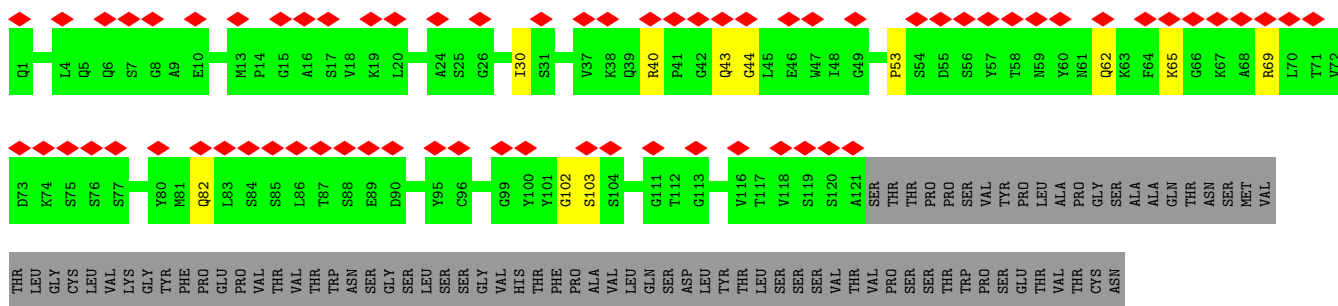 Q1 L4 Q5 Q6 S7 G8 A9 E10 M13 P14 G15 A16 S17 V18 K19 L20 A24 S25 G26 I30 S31 V37 K38 Q39 R40 P41 G42 Q43 G44 L45 E46 W47 I48 G49 P53 S54 D55 S56 Y57 T58 N59 Y60 N61 Q62 K63 F64 K65 G66 K67 A68 R69 L70 T71 V72
D73 K74 S75 S76 S77 Y80 M81 Q82 L83 S84 S85 L86 T87 S88 E89 D90 Y95 C96 G99 Y100 Y101 G102 S103 S104 G111 T112 G113 V116 T117 V118 S119 S120 A121 SER THR THR PRO PRO SER VAL TYR PRO LEU ALA PRO GLY SER ALA ALA GLN THR ASN SER MET VAL
THR LEU GLY CYS LEU VAL LYS GLY TYR PHE PRO GLU PRO VAL THR VAL THR TRP ASN SER GLY SER LEU SER SER GLY VAL HIS THR PHE PRO ALA VAL LEU GLN SER ASP LEU TYR THR LEU SER SER SER VAL THR VAL PRO SER SER THR TRP PRO SER GLU THR VAL THR CYS ASN